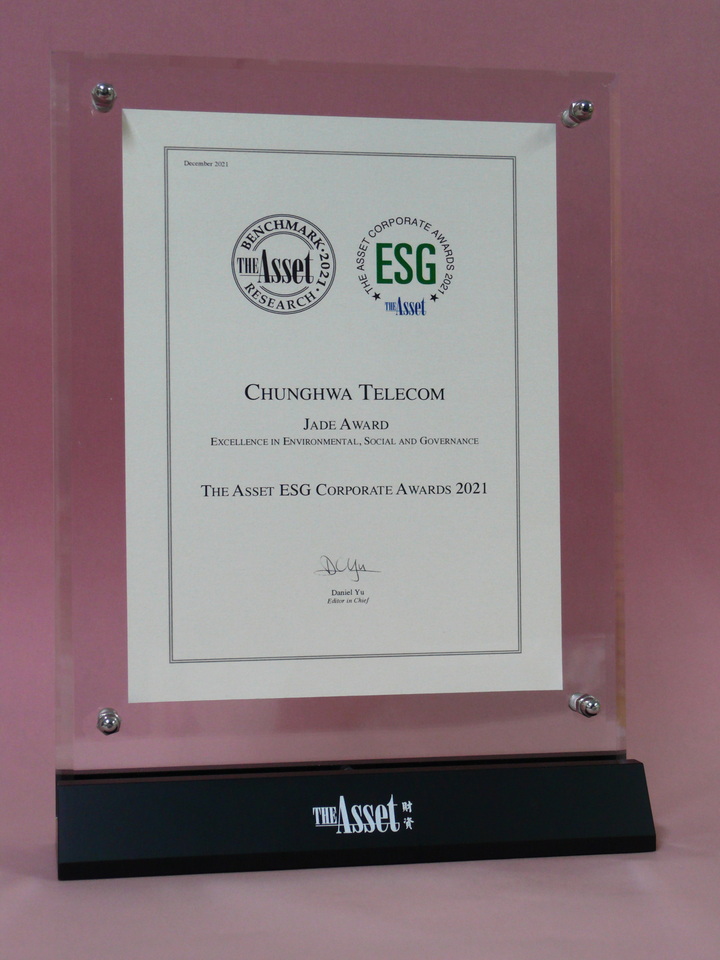 December 2021
BENCHMARK · 2021 ·
THE Asset
RESEARCH
THE ASSET CORPORATE AWARDS 2021
ESG
THE Asset
CHUNGHWA TELECOM
JADE AWARD
EXCELLENCE IN ENVIRONMENTAL, SOCIAL AND GOVERNANCE
THE ASSET ESG CORPORATE AWARDS 2021
DCYu
Daniel Yu
Editor in Chief
THE Asset 財資